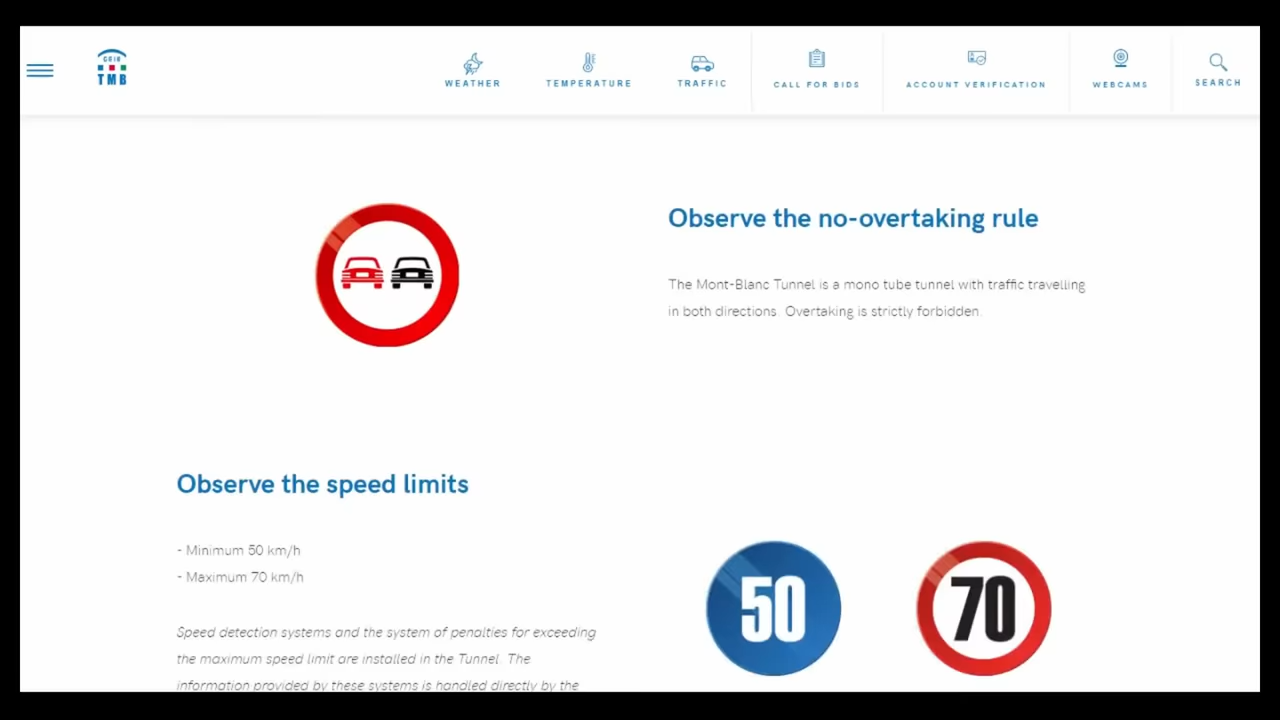 GEIE
TMB
WEATHER
TEMPERATURE
TRAFFIC
CALL FOR BIDS
ACCOUNT VERIFICATION
WEBCAMS
SEARCH
Observe the no-overtaking rule
The Mont-Blanc Tunnel is a mono tube tunnel with traffic travelling
in both directions. Overtaking is strictly forbidden.
Observe the speed limits
- Minimum 50 km/h
- Maximum 70 km/h
50
70
Speed detection systems and the system of penalties for exceeding
the maximum speed limit are installed in the Tunnel. The
information provided by these systems is handled directly by the